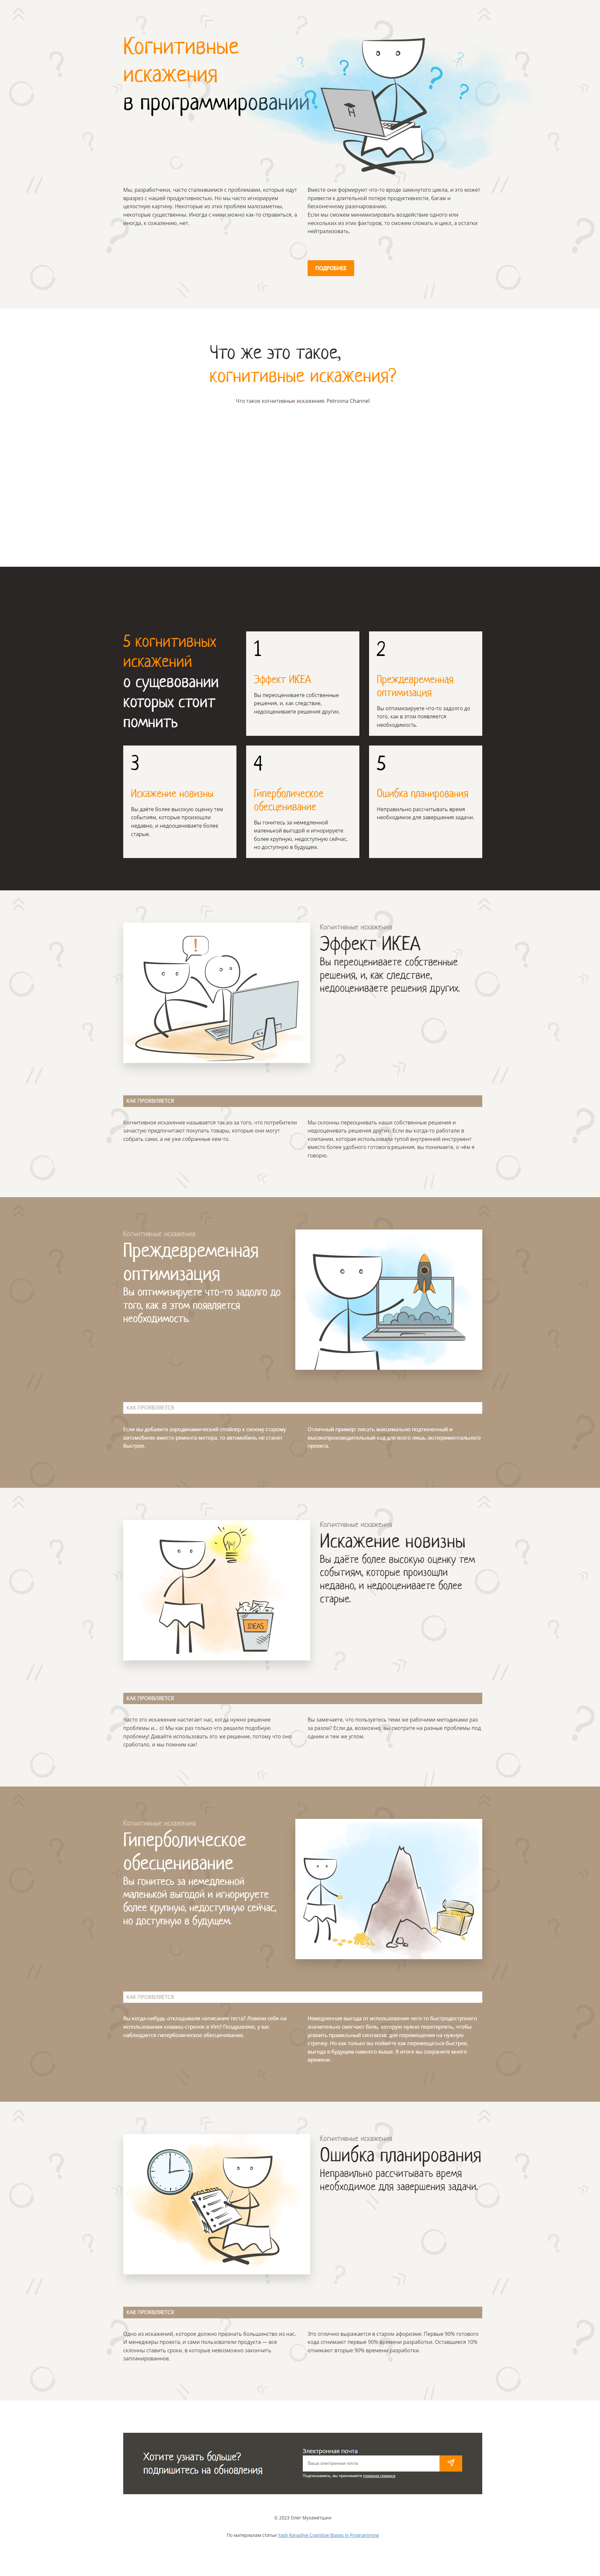 Когнитивные
искажения
в программировании
Мы, разработчики, часто сталкиваемся с проблемами, которые идут
вразрез с нашей продуктивностью. Но мы часто игнорируем
целостную картину. Некоторые из этих проблем малозаметны,
некоторые существенны. Иногда с ними можно как-то справиться, а
иногда, к сожалению, нет.
Вместе они формируют что-то вроде замкнутого цикла, и это может
привести к длительной потере продуктивности, багам и
бесконечному разочарованию.
Если мы сможем минимизировать воздействие одного или
нескольких из этих факторов, то сможем сломать и цикл, а остатки
нейтрализовать.
ПОДРОБНЕЕ
Что же это такое,
когнитивные искажения?
Что такое когнитивные искажения. Petrovna Channel
5 когнитивных
искажений
о сущевовании
которых стоит
помнить
1
Эффект ИКЕА
Вы переоцениваете собственные
решения, и, как следствие,
недооцениваете решения других.
2
Преждевременная
оптимизация
Вы оптимизируете что-то задолго до
того, как в этом появляется
необходимость.
3
Искажение новизны
Вы даёте более высокую оценку тем
событиям, которые произошли
недавно, и недооцениваете более
старые.
4
Гиперболическое
обесценивание
Вы гонитесь за немедленной
маленькой выгодой и игнорируете
более крупную, недоступную сейчас,
но доступную в будущем.
5
Ошибка планирования
Неправильно рассчитывать время
необходимое для завершения задачи.
Когнитивные искажения
Эффект ИКЕА
Вы переоцениваете собственные
решения, и, как следствие,
недооцениваете решения других.
КАК ПРОЯВЛЯЕТСЯ
Когнитивное искажение называется так из-за того, что потребители
зачастую предпочитают покупать товары, которые они могут
собрать сами, а не уже собранные кем-то.
Мы склонны переоценивать наши собственные решения и
недооценивать решения других. Если вы когда-то работали в
компании, которая использовала тупой внутренний инструмент
вместо более удобного готового решения, вы понимаете, о чём я
говорю.
Когнитивные искажения
Преждевременная
оптимизация
Вы оптимизируете что-то задолго до
того, как в этом появляется
необходимость.
КАК ПРОЯВЛЯЕТСЯ
Если вы добавите аэродинамический спойлер к своему старому
автомобилю вместо ремонта мотора, то автомобиль не станет
быстрее.
Отличный пример: писать максимально подтюненный и
высокопроизводительный код для всего лишь экспериментального
проекта.
IDEAS
Когнитивные искажения
Искажение новизны
Вы даёте более высокую оценку тем
событиям, которые произошли
недавно, и недооцениваете более
старые.
КАК ПРОЯВЛЯЕТСЯ
Часто это искажение настигает нас, когда нужно решение
проблемы и... о! Мы как раз только что решили подобную
проблему! Давайте использовать это же решение, потому что оно
сработало, и мы помним как!
Вы замечаете, что пользуетесь теми же рабочими методиками раз
за разом? Если да, возможно, вы смотрите на разные проблемы под
одним и тем же углом.
Когнитивные искажения
Гиперболическое
обесценивание
Вы гонитесь за немедленной
маленькой выгодой и игнорируете
более крупную, недоступную сейчас,
но доступную в будущем.
КАК ПРОЯВЛЯЕТСЯ
Вы когда-нибудь откладывали написание теста? Ловили себя на
использовании клавиш-стрелок в Vim? Поздравляю, у вас
наблюдается гиперболическое обесценивание.
Немедленная выгода от использования чего-то быстродоступного
значительно смягчает боль, которую нужно перетерпеть, чтобы
усвоить правильный синтаксис для перемещения на нужную
строчку. Но как только вы поймёте как перемещаться быстрее,
выгода в будущем намного выше. В итоге вы сохраните много
времени.
Когнитивные искажения
Ошибка планирования
Неправильно рассчитывать время
необходимое для завершения задачи.
КАК ПРОЯВЛЯЕТСЯ
Одно из искажений, которое должно признать большинство из нас.
И менеджеры проекта, и сами пользователи продукта — все
склонны ставить сроки, в которые невозможно закончить
запланированное.
Это отлично выражается в старом афоризме: Первые 90% готового
кода отнимают первые 90% времени разработки. Оставшиеся 10%
отнимают вторые 90% времени разработки.
Хотите узнать больше?
подпишитесь на обновления
Электронная почта
Ваша электронная почта
Подписываясь, вы принимаете правила сервиса
© 2023 Олег Мухаметшин
По материалам статьи Yash Ranadive Cognitive Biases in Programming